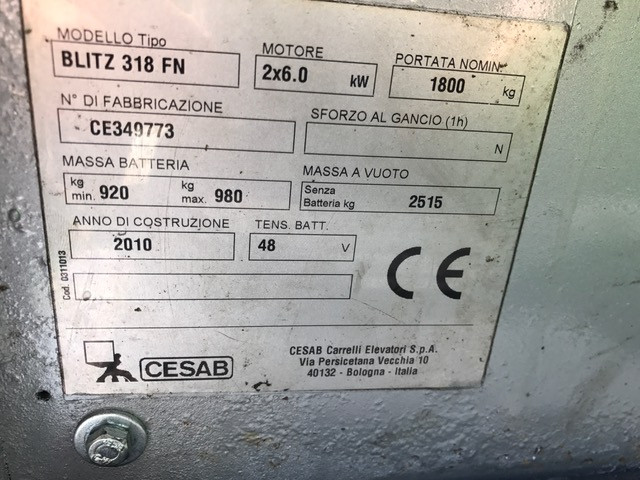 MODELLO Tipo
BLITZ 318 FN
MOTORE
2x6.0 kW
PORTATA NOMIN.
1800 kg
N° DI FABBRICAZIONE
CE349773
SFORZO AL GANCIO (1h)
N
MASSA BATTERIA
kg min. 920 kg max. 980
MASSA A VUOTO
Senza Batteria kg 2515
ANNO DI COSTRUZIONE
2010
TENS. BATT.
48 V
Cod. 0311013
CE
CESAB
CESAB Carrelli Elevatori S.p.A.
Via Persicetana Vecchia 10
40132 - Bologna - Italia